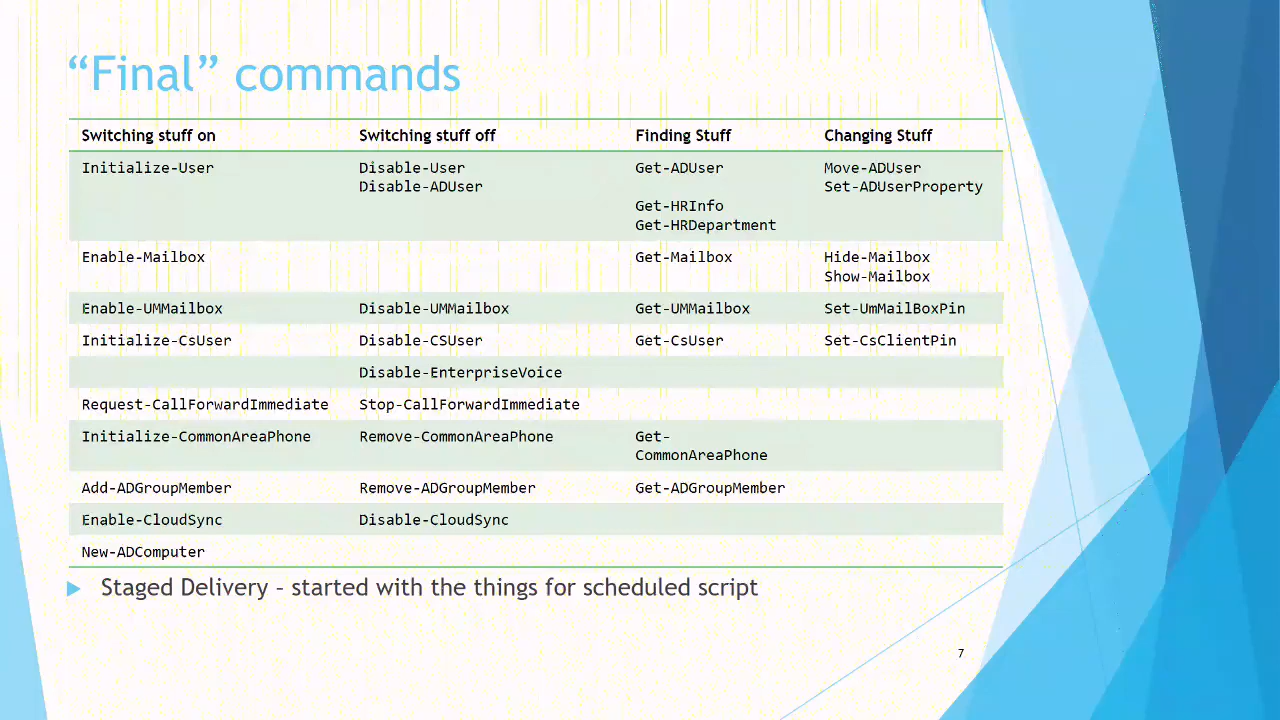 “Final” commands
Switching stuff on Switching stuff off Finding Stuff Changing Stuff
Initialize-User Disable-User Get-ADUser Move-ADUser
Disable-ADUser Set-ADUserProperty
Get-HRInfo
Get-HRDepartment
Enable-Mailbox Get-Mailbox Hide-Mailbox
Show-Mailbox
Enable-UMMailbox Disable-UMMailbox Get-UMMailbox Set-UmMailBoxPin
Initialize-CsUser Disable-CSUser Get-CsUser Set-CsClientPin
Disable-EnterpriseVoice
Request-CallForwardImmediate Stop-CallForwardImmediate
Initialize-CommonAreaPhone Remove-CommonAreaPhone Get-
CommonAreaPhone
Add-ADGroupMember Remove-ADGroupMember Get-ADGroupMember
Enable-CloudSync Disable-CloudSync
New-ADComputer
Staged Delivery – started with the things for scheduled script
7